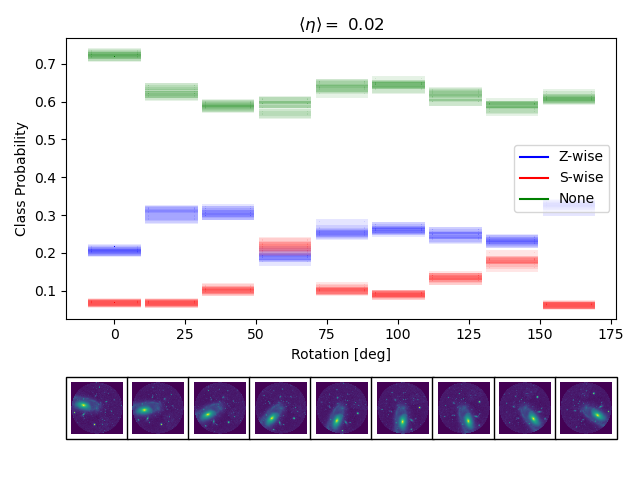 ⟨η⟩ = 0.02
Class Probability
0.7
0.6
0.5
0.4
0.3
0.2
0.1
Z-wise
S-wise
None
0 25 50 75 100 125 150 175
Rotation [deg]